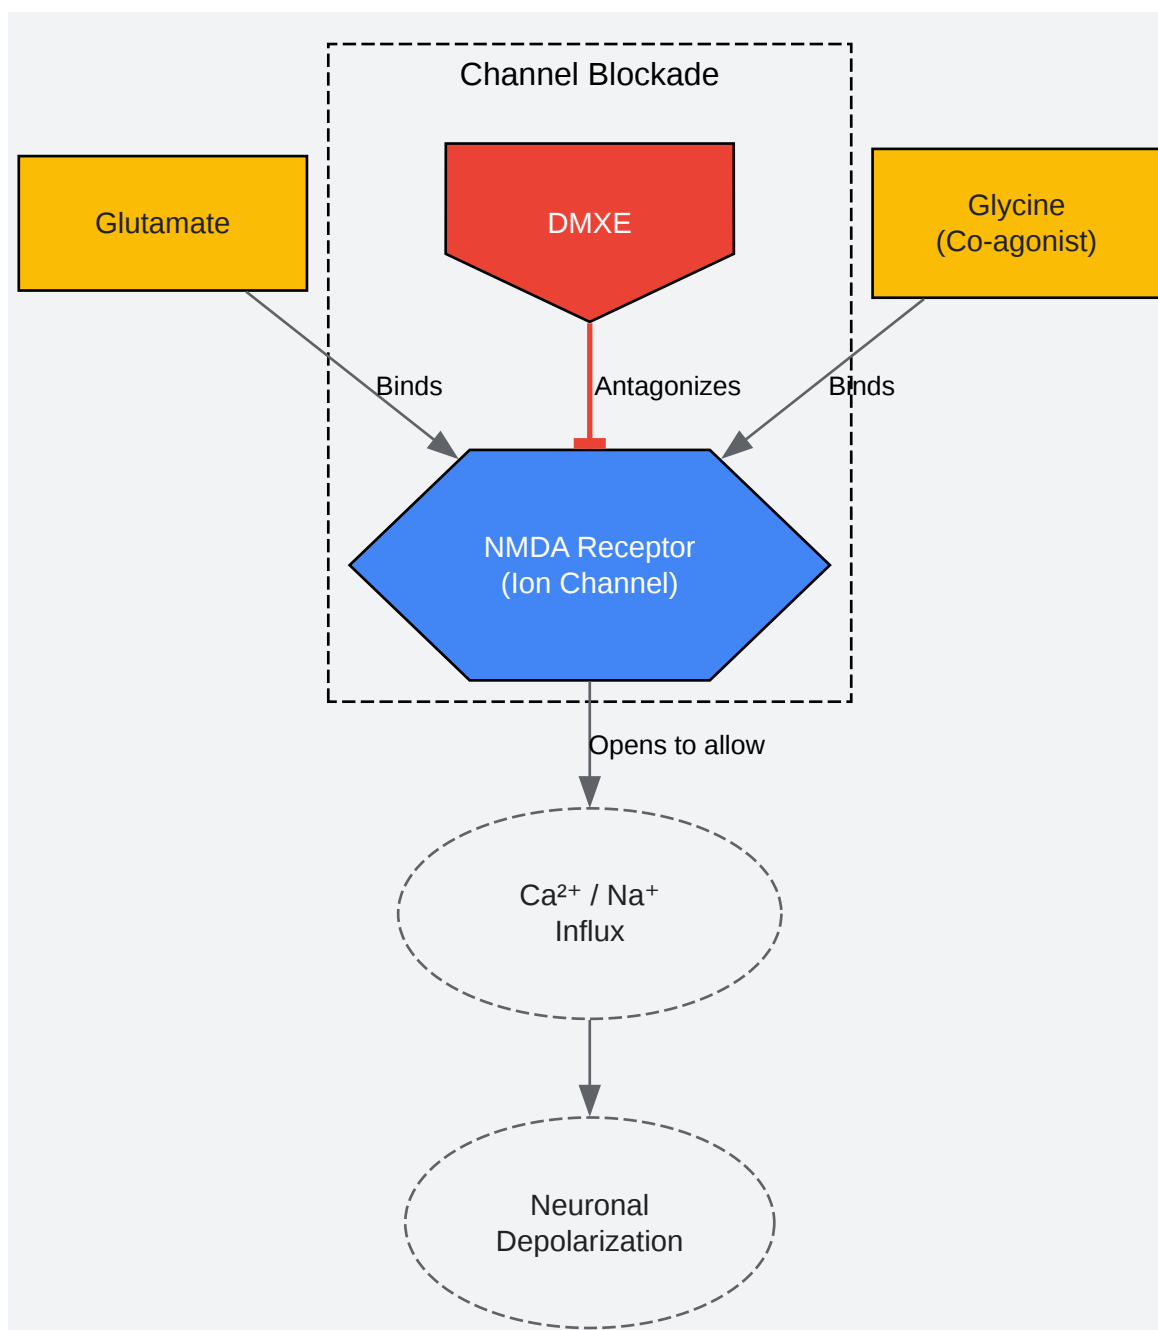 Channel Blockade
Glutamate
DMXE
Glycine
(Co-agonist)
Binds
Antagonizes
Binds
NMDA Receptor
(Ion Channel)
Opens to allow
Ca²⁺ / Na⁺
Influx
Neuronal
Depolarization